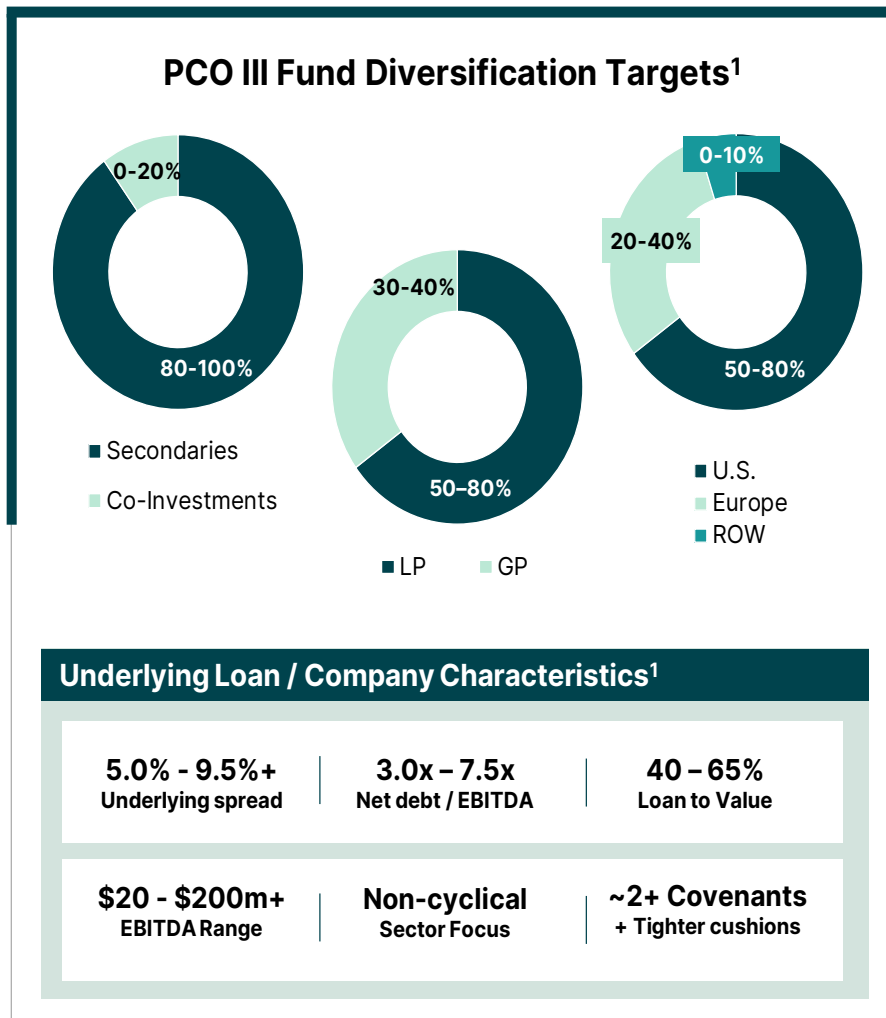 PCO III Fund Diversification Targets¹
0-20%
80-100%
Secondaries
Co-Investments
30-40%
50–80%
LP GP
0-10%
20-40%
50-80%
U.S.
Europe
ROW
Underlying Loan / Company Characteristics¹
5.0% - 9.5%+
Underlying spread
3.0x – 7.5x
Net debt / EBITDA
40 – 65%
Loan to Value
$20 - $200m+
EBITDA Range
Non-cyclical
Sector Focus
~2+ Covenants
+ Tighter cushions